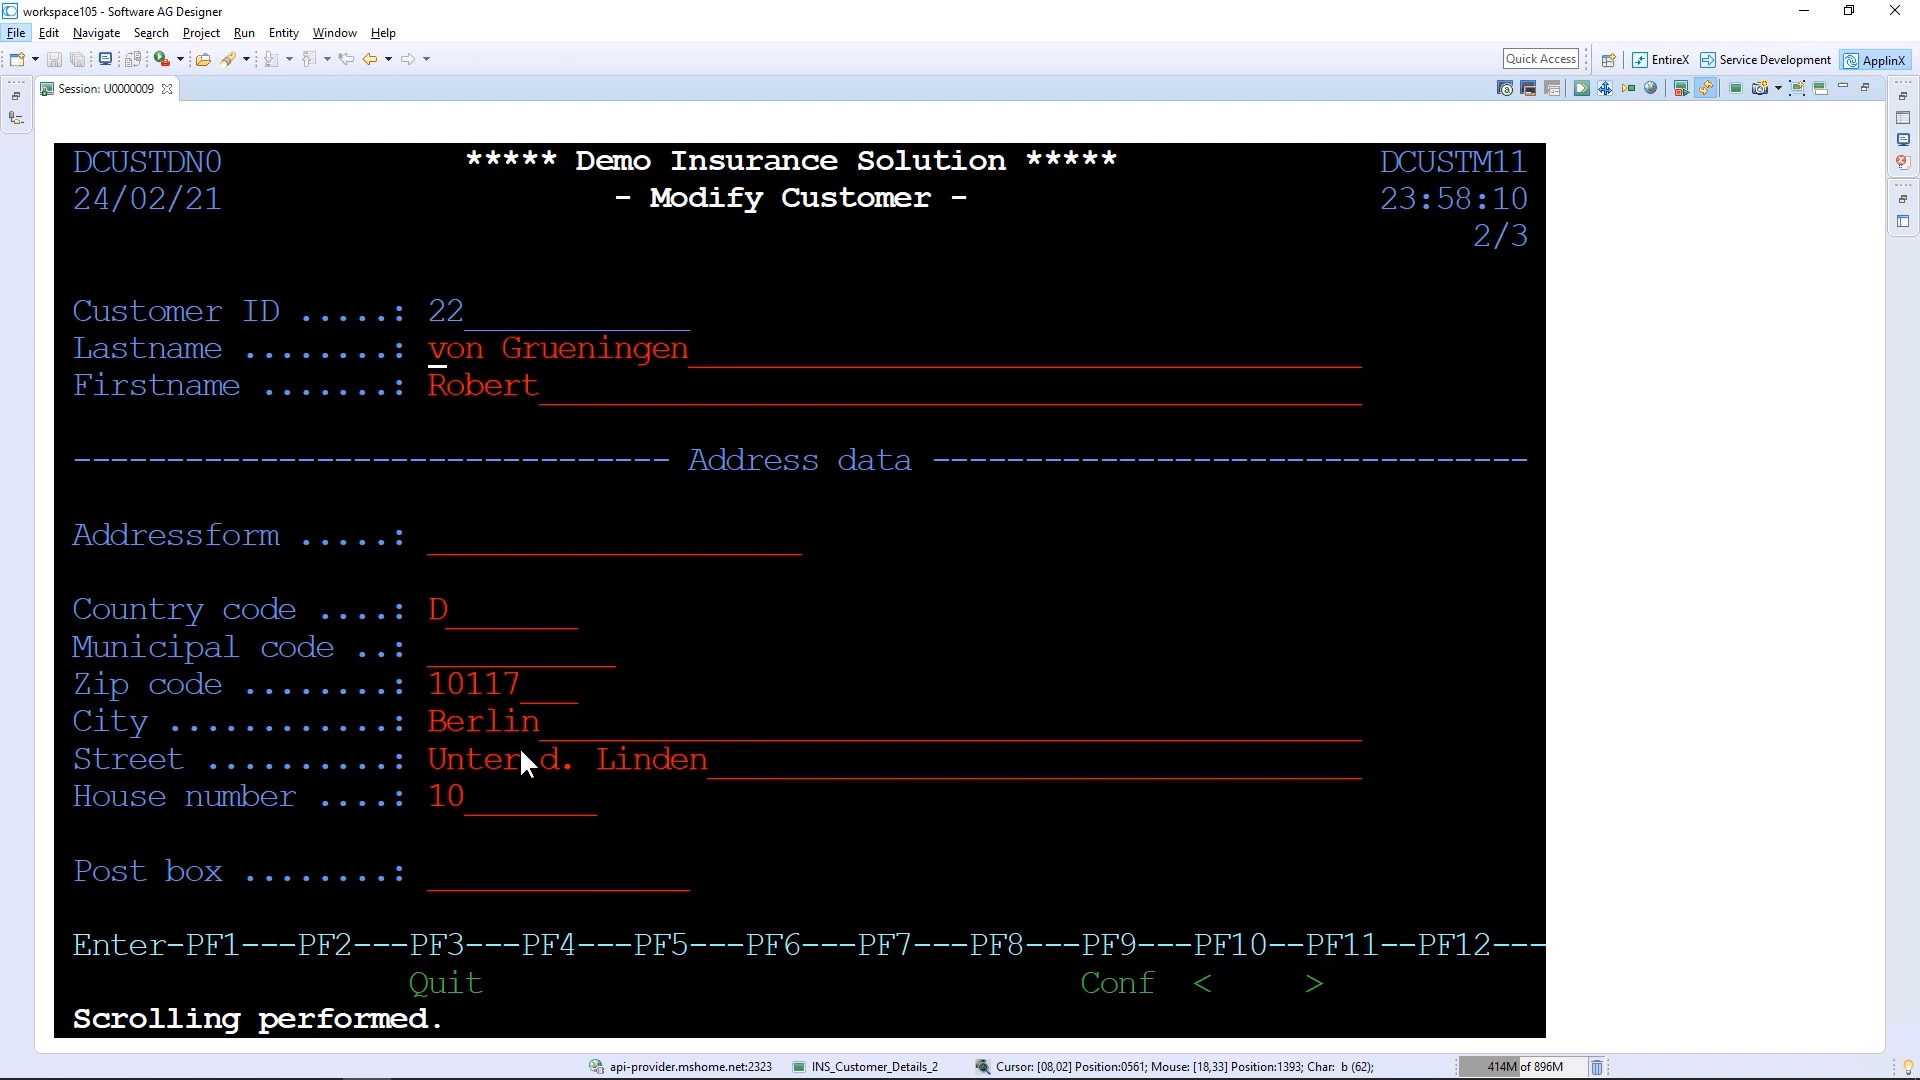 workspace105 - Software AG Designer
File Edit Navigate Search Project Run Entity Window Help
Quick Access EntireX Service Development ApplinX
Session: U0000009
DCUSTDN0 ***** Demo Insurance Solution ***** DCUSTM11
24/02/21 - Modify Customer - 23:58:10
2/3
Customer ID .....: 22
Lastname ........: von Grueningen
Firstname .......: Robert
-------------------------------- Address data --------------------------------
Addressform .....:
Country code ....: D
Municipal code ..:
Zip code ........: 10117
City ............: Berlin
Street ..........: Unter d. Linden
House number ....: 10
Post box ........:
Enter-PF1---PF2---PF3---PF4---PF5---PF6---PF7---PF8---PF9---PF10--PF11--PF12---
Quit Conf < >
Scrolling performed.
api-provider.mshome.net:2323 INS_Customer_Details_2 Cursor: [08,02] Position:0561; Mouse: [18,33] Position:1393; Char: b (62); 414M of 896M